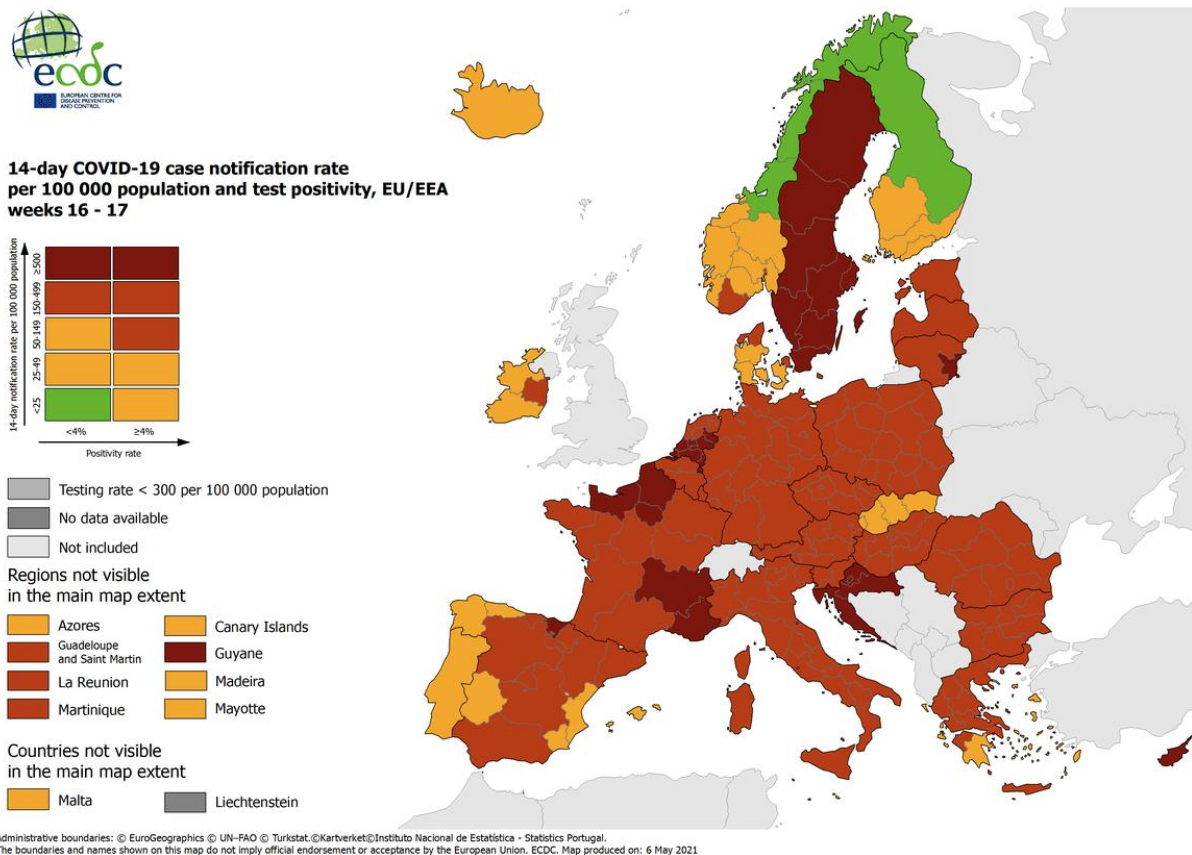 ecdc
EUROPEAN CENTRE FOR
DISEASE PREVENTION
AND CONTROL
14-day COVID-19 case notification rate
per 100 000 population and test positivity, EU/EEA
weeks 16 - 17
14-day notification rate per 100 000 population
≥500
150-499
50-149
25-49
<25
<4%
≥4%
Positivity rate
Testing rate < 300 per 100 000 population
No data available
Not included
Regions not visible
in the main map extent
Azores
Canary Islands
Guadeloupe
and Saint Martin
Guyane
La Reunion
Madeira
Martinique
Mayotte
Countries not visible
in the main map extent
Malta
Liechtenstein
Administrative boundaries: © EuroGeographics © UN–FAO © Turkstat.©Kartverket©Instituto Nacional de Estatística - Statistics Portugal.
The boundaries and names shown on this map do not imply official endorsement or acceptance by the European Union. ECDC. Map produced on: 6 May 2021